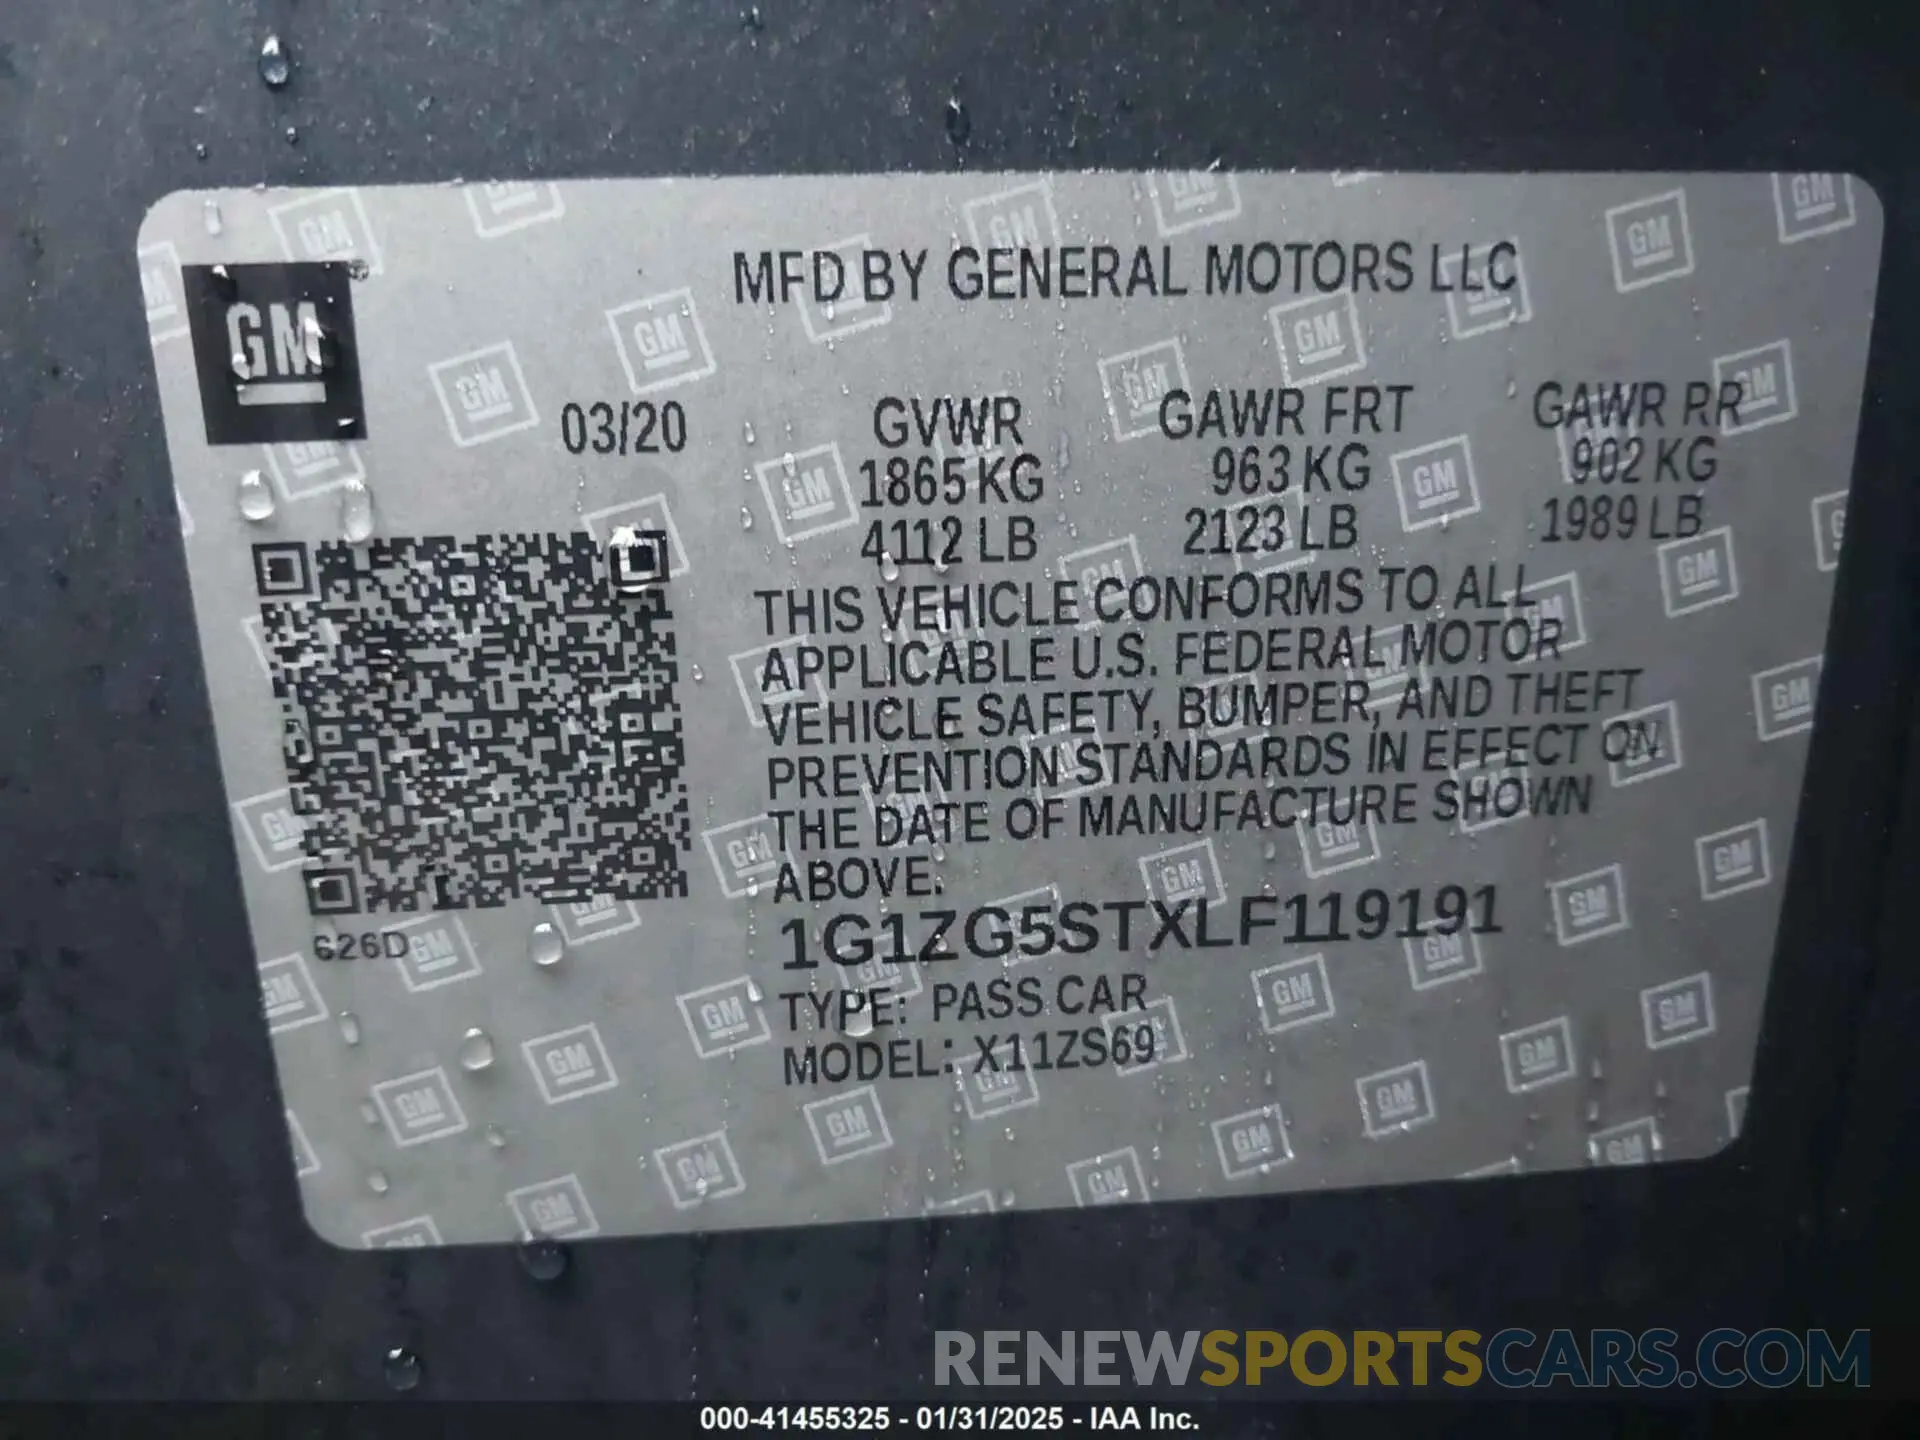 MFD BY GENERAL MOTORS LLC
GM
03/20
GVWR GAWR FRT GAWR RR
1865 KG 963 KG 902 KG
4112 LB 2123 LB 1989 LB
THIS VEHICLE CONFORMS TO ALL
APPLICABLE U.S. FEDERAL MOTOR
VEHICLE SAFETY, BUMPER, AND THEFT
PREVENTION STANDARDS IN EFFECT ON
THE DATE OF MANUFACTURE SHOWN
ABOVE.
1G1ZG5STXLF119191
626D
TYPE: PASS CAR
MODEL: X11ZS69
RENEWSPORTSCARS.COM
000-41455325 - 01/31/2025 - IAA Inc.